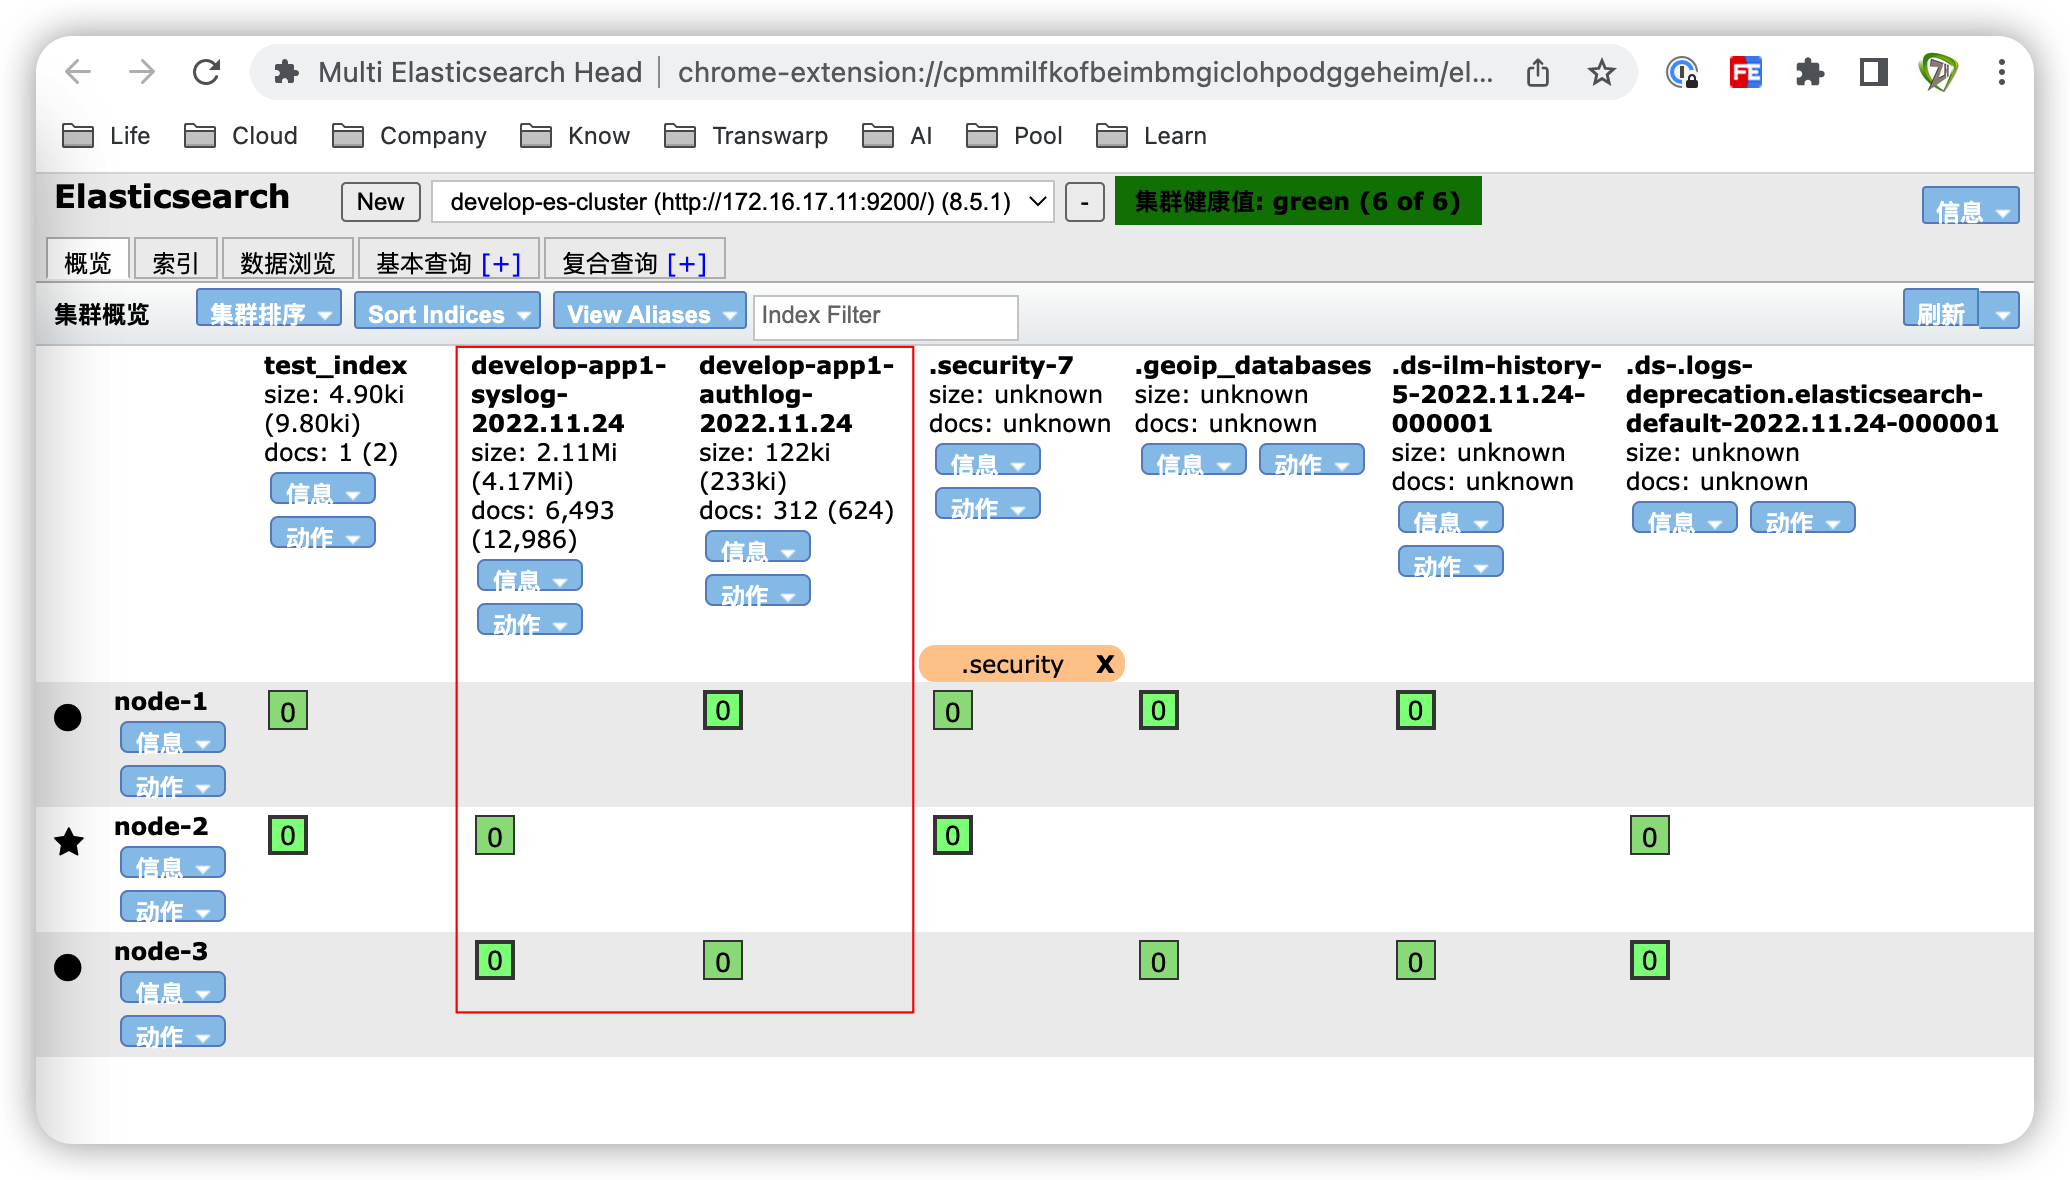 Multi Elasticsearch Head chrome-extension://cpmmilfkofbeimbmgiclohpodggeheim/el...
Life Cloud Company Know Transwarp AI Pool Learn
Elasticsearch New develop-es-cluster (http://172.16.17.11:9200/) (8.5.1) - 集群健康值: green (6 of 6) 信息
概览 索引 数据浏览 基本查询 [+] 复合查询 [+]
集群概览 集群排序 Sort Indices View Aliases Index Filter 刷新
test_index
size: 4.90ki
(9.80ki)
docs: 1 (2)
信息
动作
develop-app1-
syslog-
2022.11.24
size: 2.11Mi
(4.17Mi)
docs: 6,493
(12,986)
信息
动作
develop-app1-
authlog-
2022.11.24
size: 122ki
(233ki)
docs: 312 (624)
信息
动作
.security-7
size: unknown
docs: unknown
信息
动作
.security X
.geoip_databases
size: unknown
docs: unknown
信息 动作
.ds-ilm-history-
5-2022.11.24-
000001
size: unknown
docs: unknown
信息
动作
.ds-.logs-
deprecation.elasticsearch-
default-2022.11.24-000001
size: unknown
docs: unknown
信息 动作
node-1
信息
动作
0 0 0 0 0
node-2
信息
动作
0 0 0 0
node-3
信息
动作
0 0 0 0 0